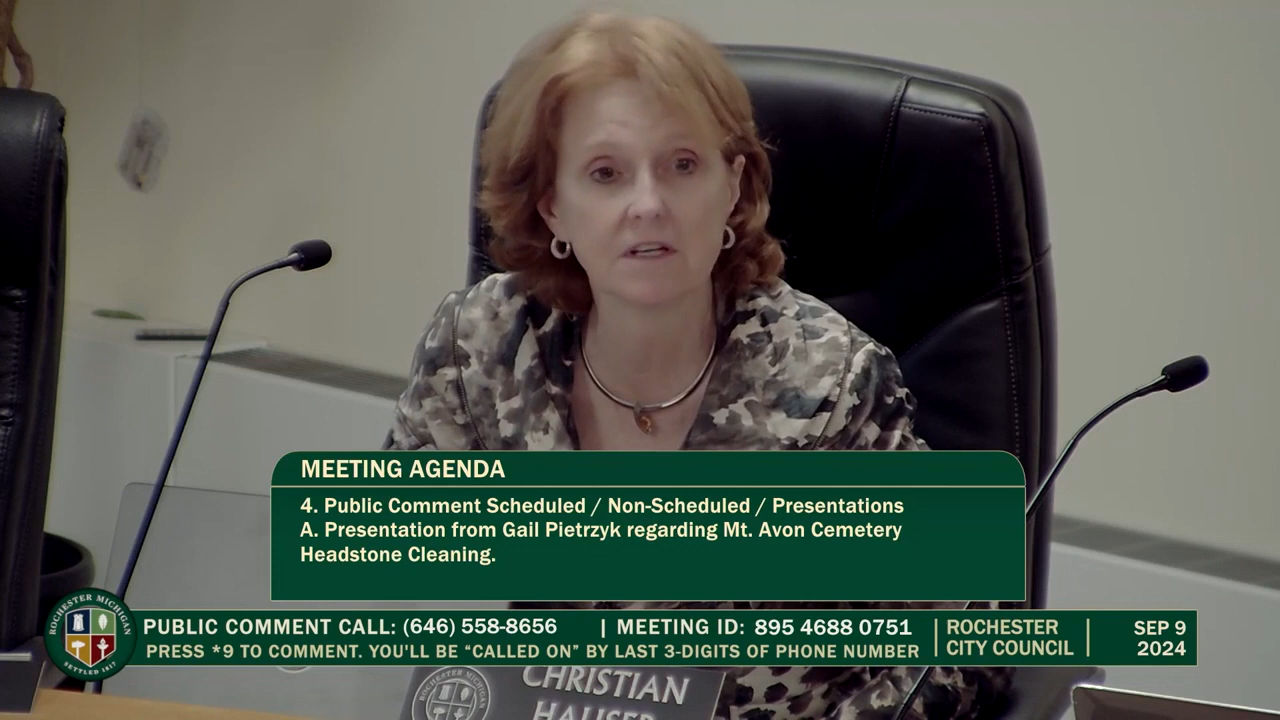 MEETING AGENDA
4. Public Comment Scheduled / Non-Scheduled / Presentations
A. Presentation from Gail Pietrzyk regarding Mt. Avon Cemetery
Headstone Cleaning.
ROCHESTER MICHIGAN
SETTLED 1817
PUBLIC COMMENT CALL: (646) 558-8656 | MEETING ID: 895 4688 0751
PRESS *9 TO COMMENT. YOU'LL BE “CALLED ON” BY LAST 3-DIGITS OF PHONE NUMBER
ROCHESTER
CITY COUNCIL
SEP 9
2024
CHRISTIAN
HAUSER